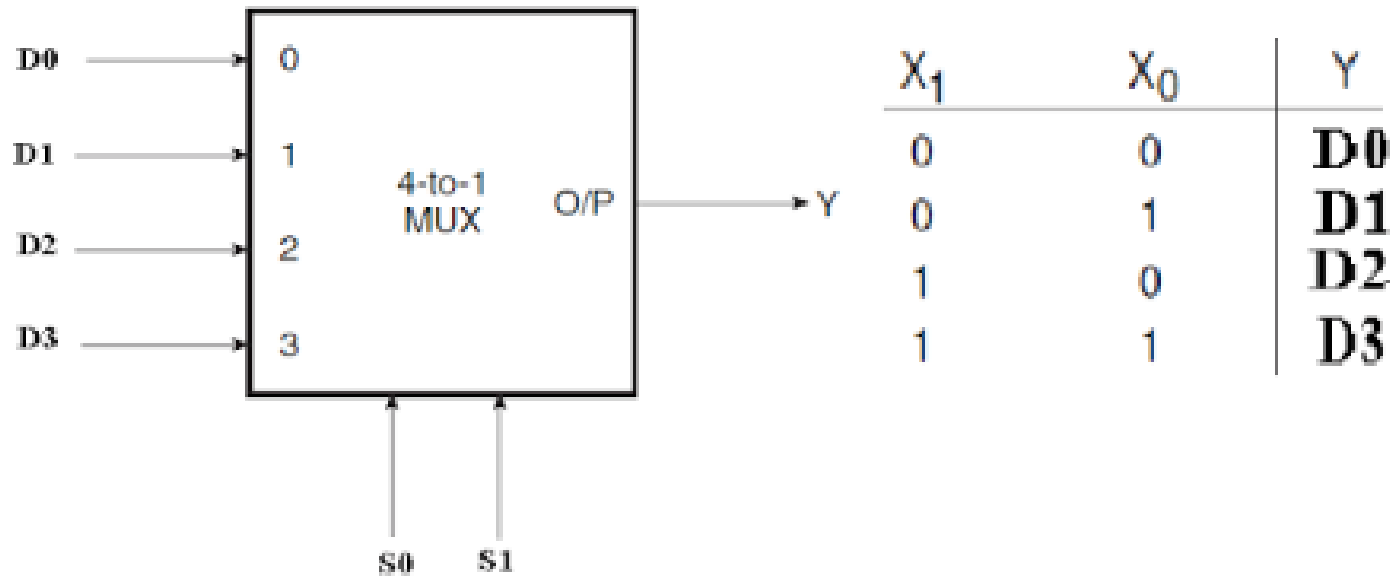 D0 0
D1 1
D2 2
D3 3
4-to-1
MUX
O/P
Y
S0 S1
X1 X0 Y
0 0 D0
0 1 D1
1 0 D2
1 1 D3